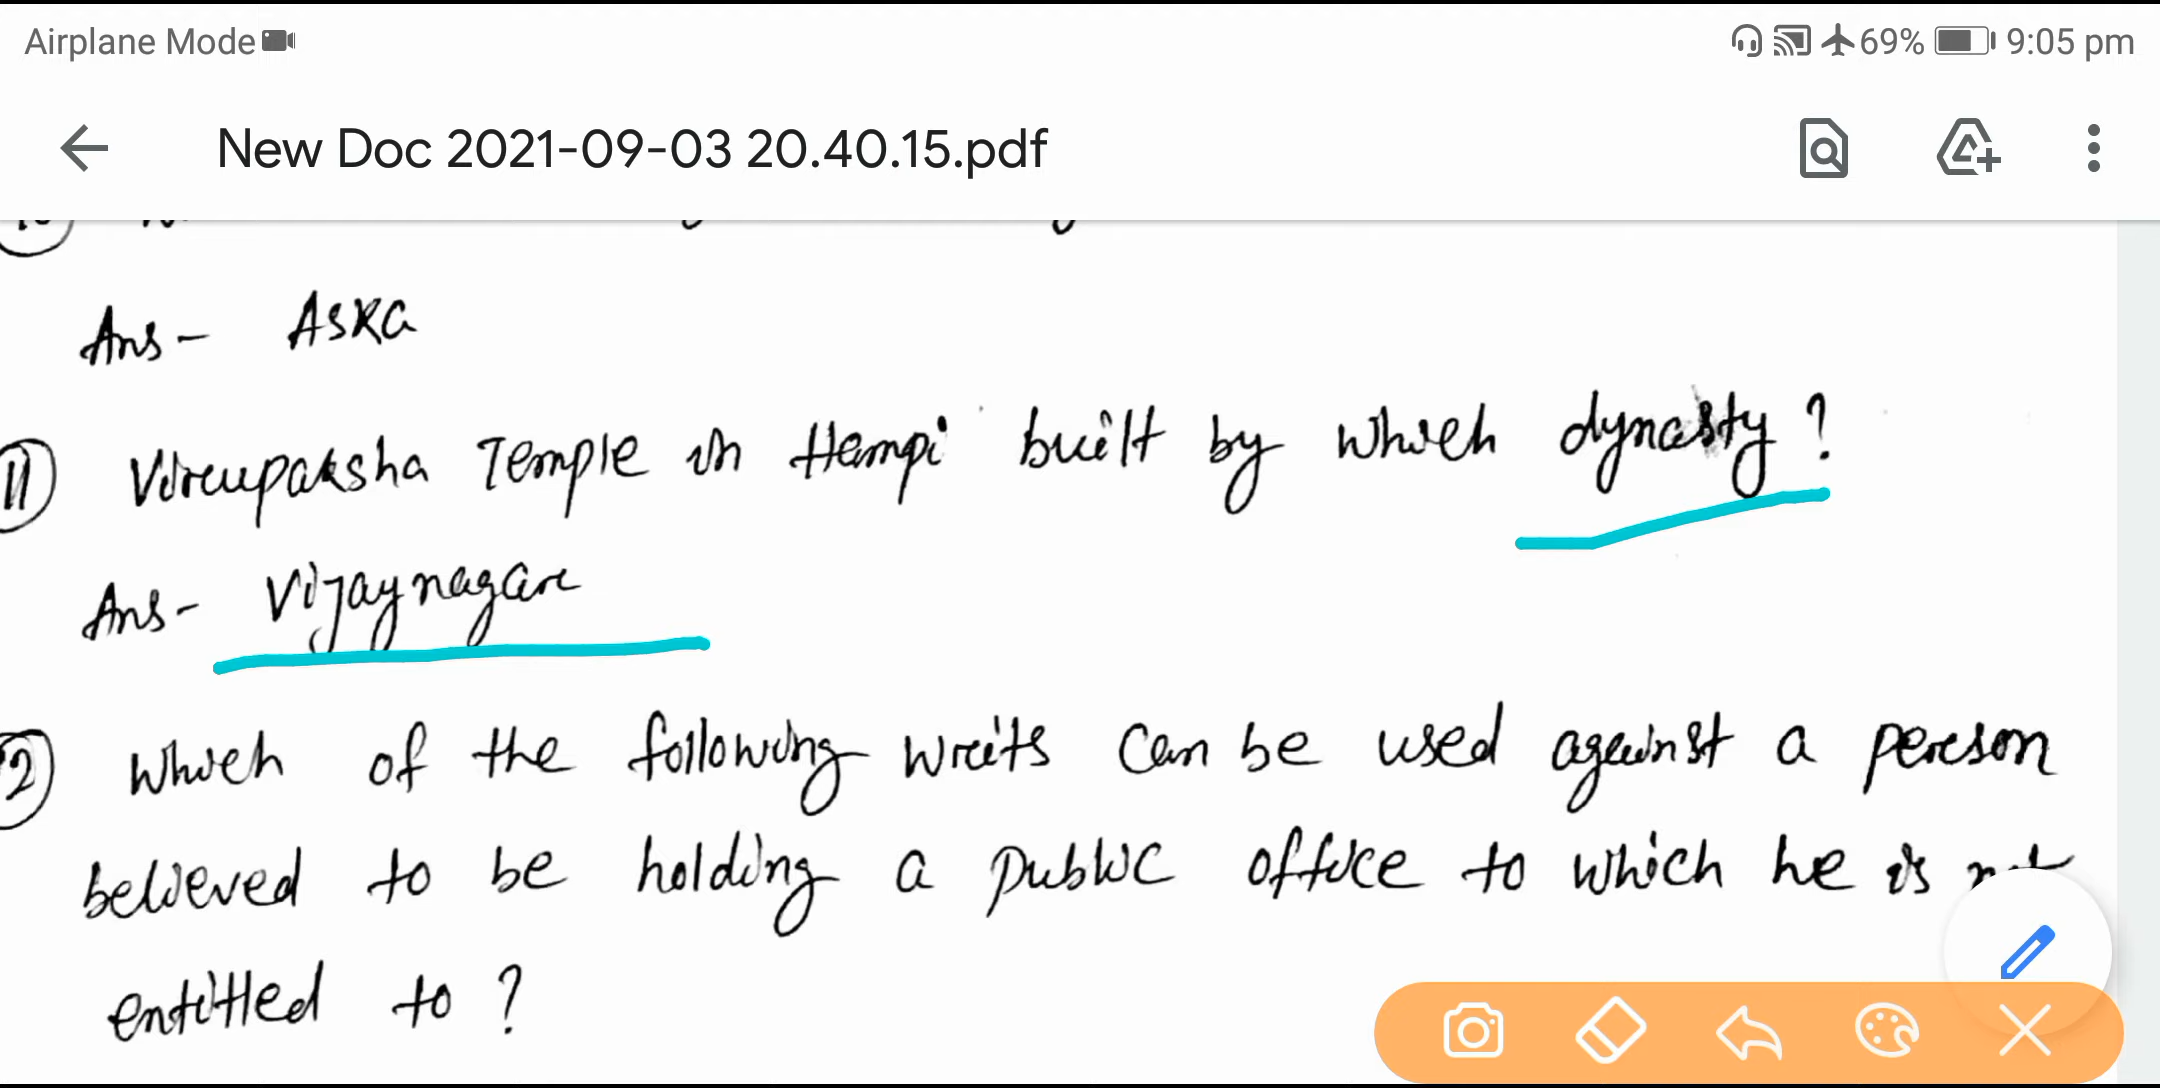 Airplane Mode
69% 9:05 pm
New Doc 2021-09-03 20.40.15.pdf
Ans - Aska
11 Virupaksha Temple in Hampi built by which dynasty?
Ans - Vijaynagar
Which of the following writs can be used against a person
believed to be holding a public office to which he is not
entitled to?